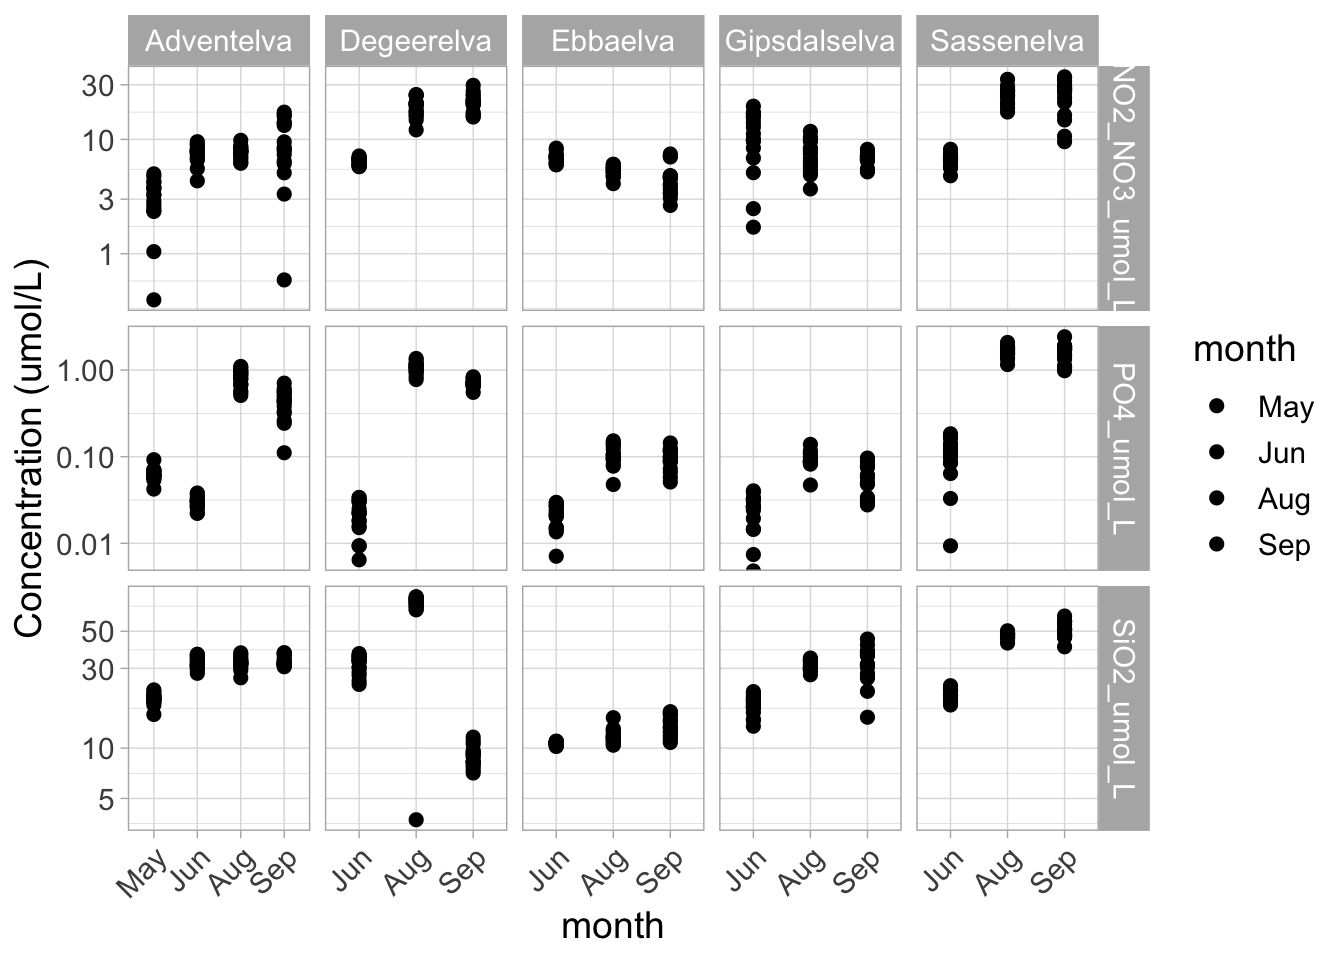 Adventelva Degeerelva Ebbaelva Gipsdalselva Sassenelva
30
10
3
1
NO2_NO3_umol_L
1.00
0.10
0.01
PO4_umol_L
50
30
10
5
SiO2_umol_L
Concentration (umol/L)
May Jun Aug Sep Jun Aug Sep Jun Aug Sep Jun Aug Sep Jun Aug Sep
month
month
May
Jun
Aug
Sep